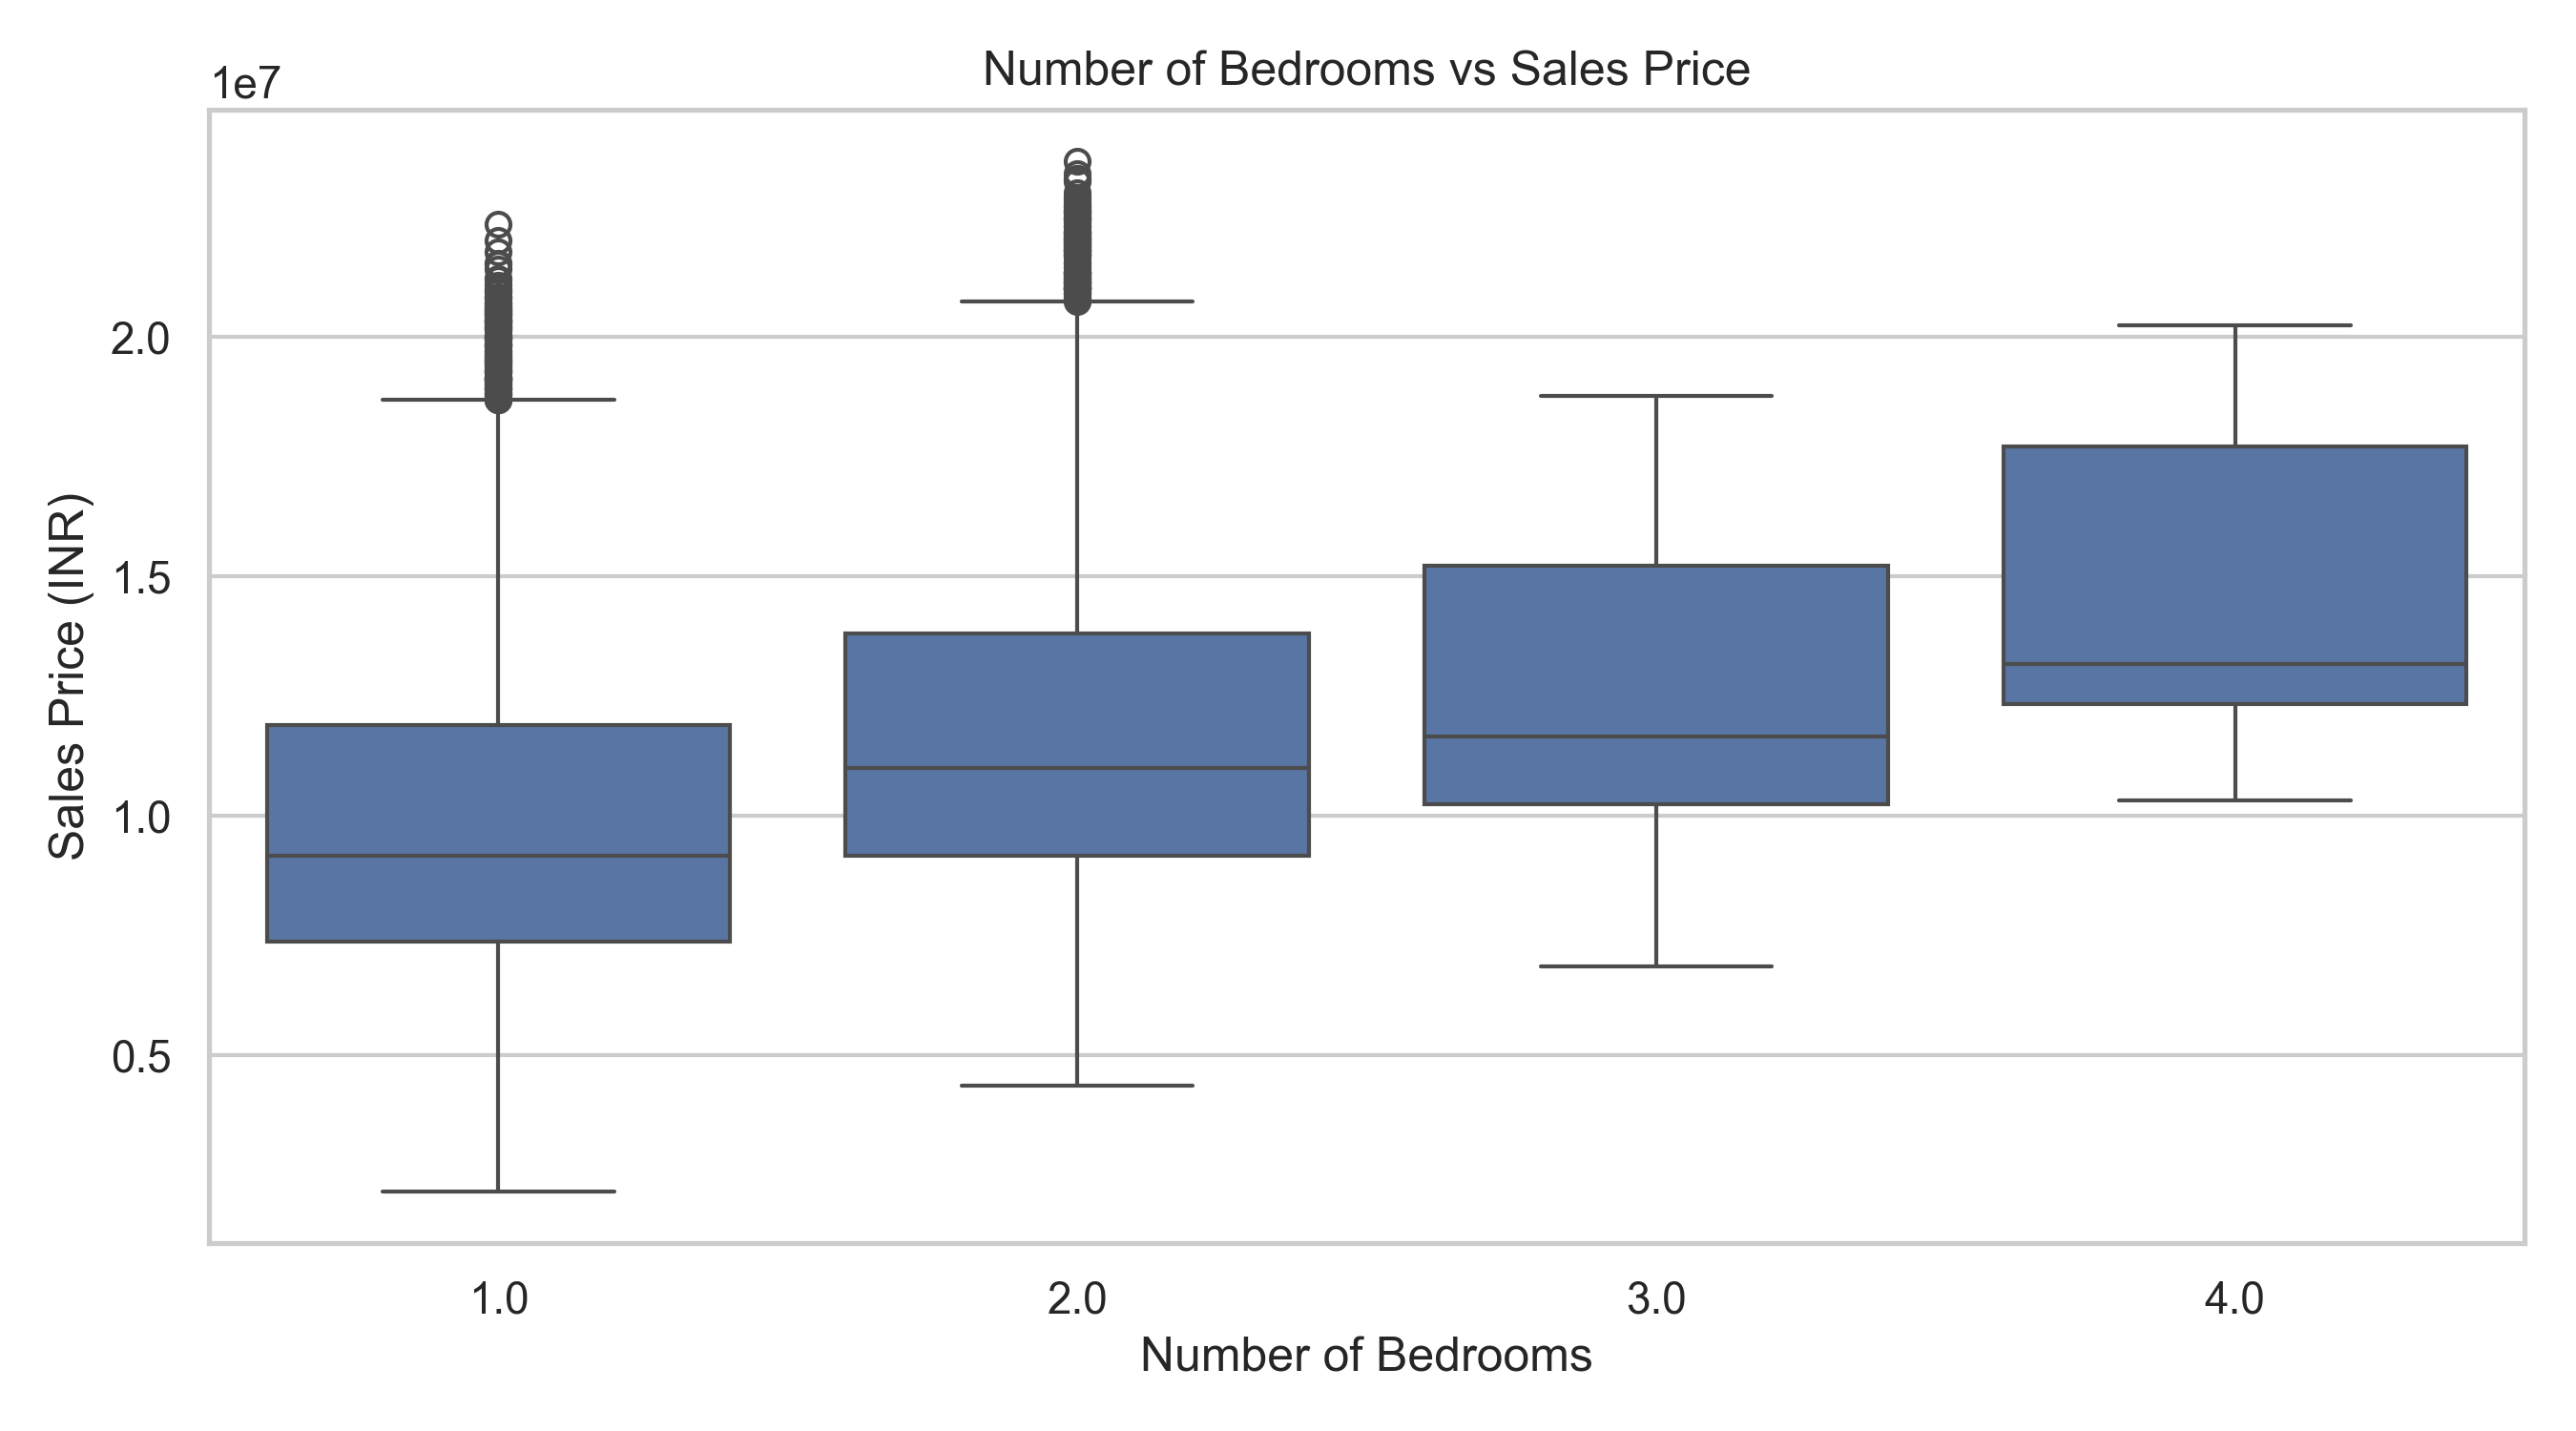 Number of Bedrooms vs Sales Price
1e7
2.0
1.5
1.0
0.5
Sales Price (INR)
1.0 2.0 3.0 4.0
Number of Bedrooms